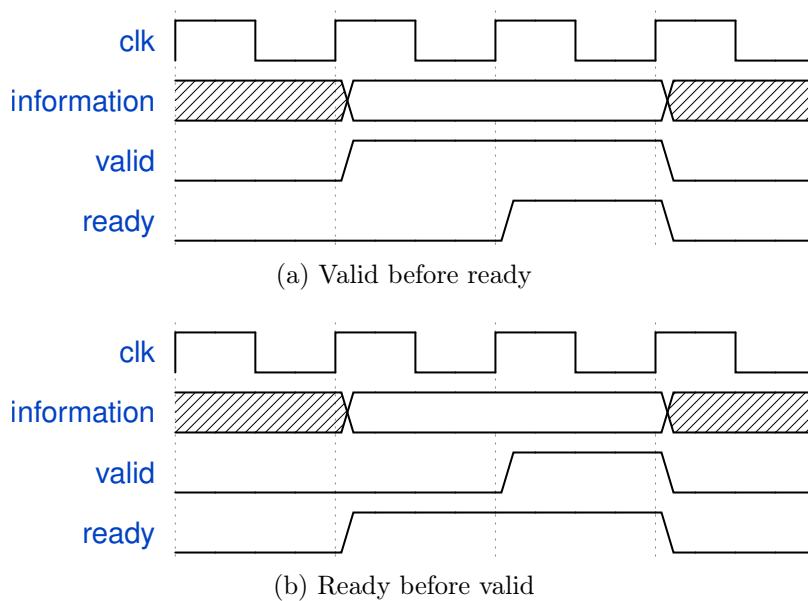 clk
information
valid
ready
(a) Valid before ready
clk
information
valid
ready
(b) Ready before valid